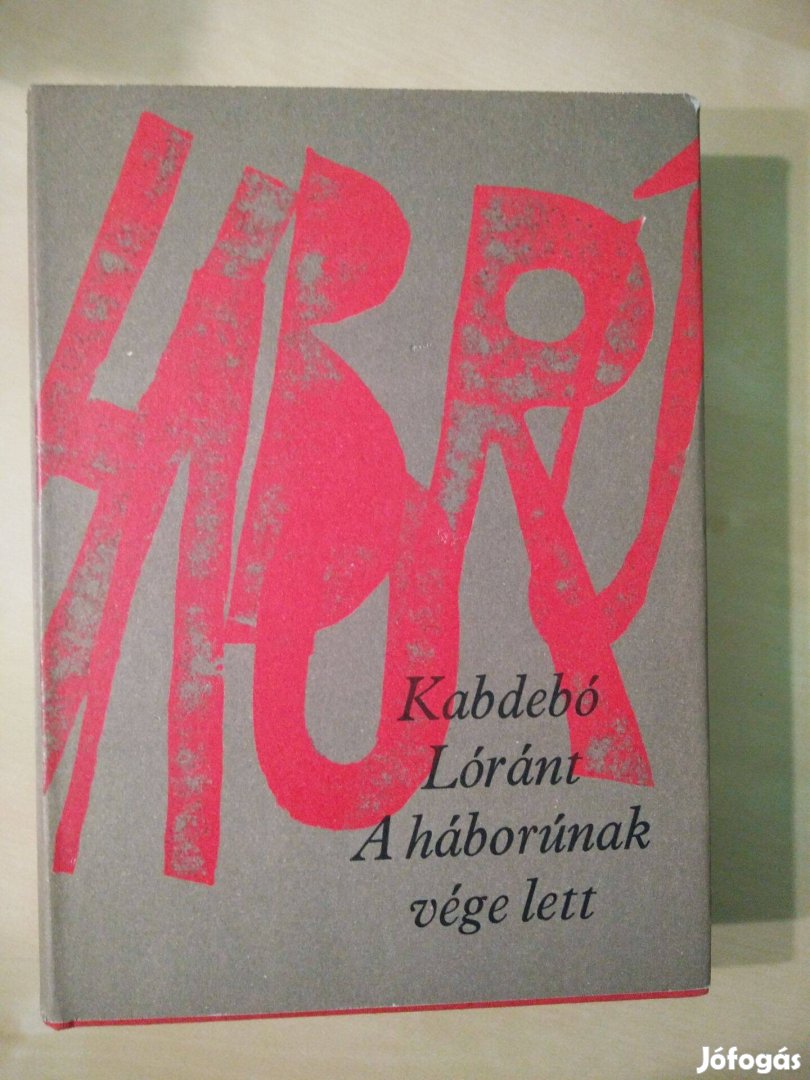 Kabdebó
Lóránt
A háborúnak
vége lett
Jófogás